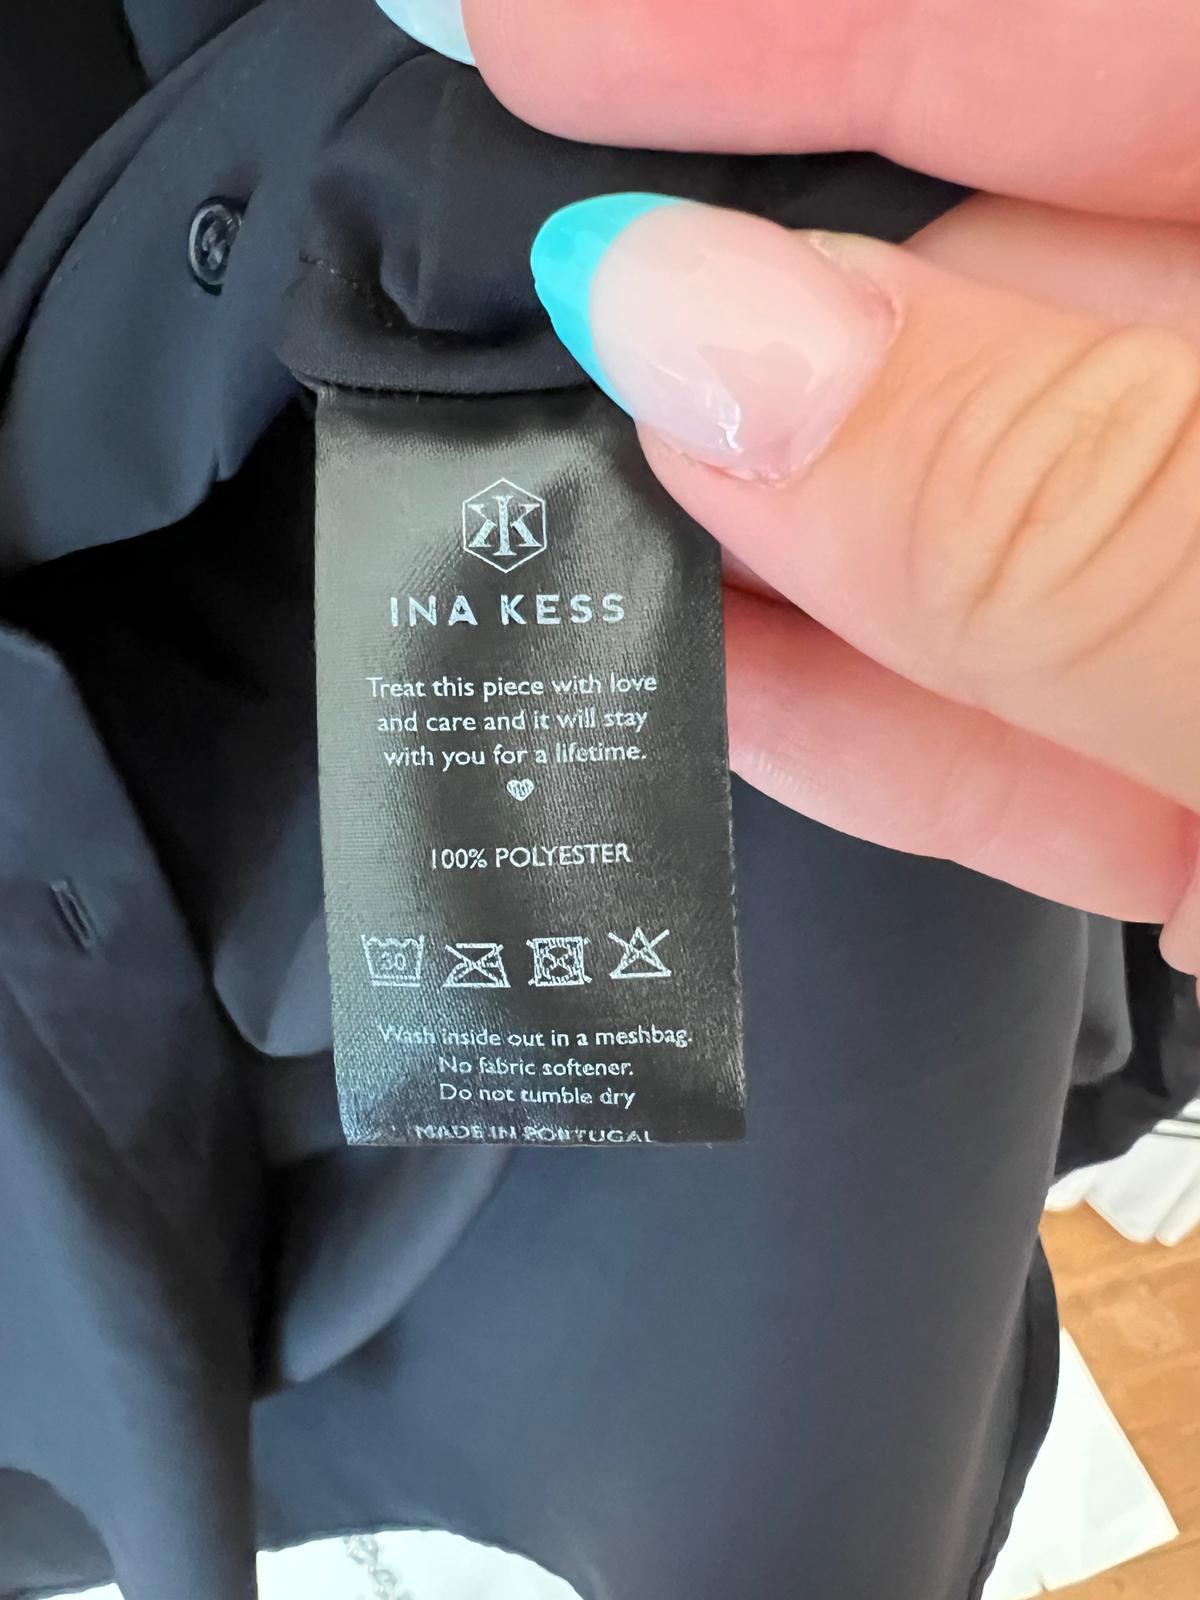 INA KESS
Treat this piece with love
and care and it will stay
with you for a lifetime.
100% POLYESTER
30
Wash inside out in a meshbag.
No fabric softener.
Do not tumble dry
MADE IN PORTUGAL